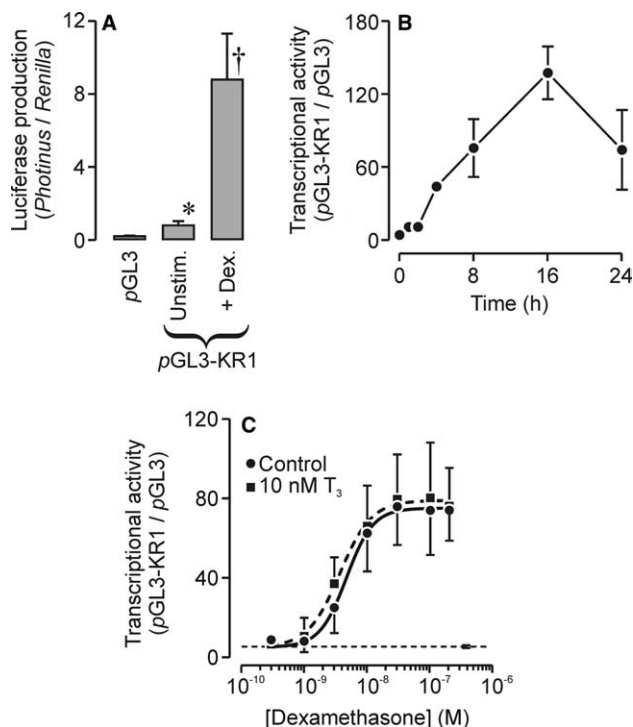 A
Luciferase production
(Photinus / Renilla)
12
8
4
0
*
†
pGL3
Unstim.
+ Dex.
pGL3-KR1
B
Transcriptional activity
(pGL3-KR1 / pGL3)
180
120
60
0
0 8 16 24
Time (h)
C
Transcriptional activity
(pGL3-KR1 / pGL3)
120
80
40
0
Control
10 nM T₃
10⁻¹⁰ 10⁻⁹ 10⁻⁸ 10⁻⁷ 10⁻⁶
[Dexamethasone] (M)